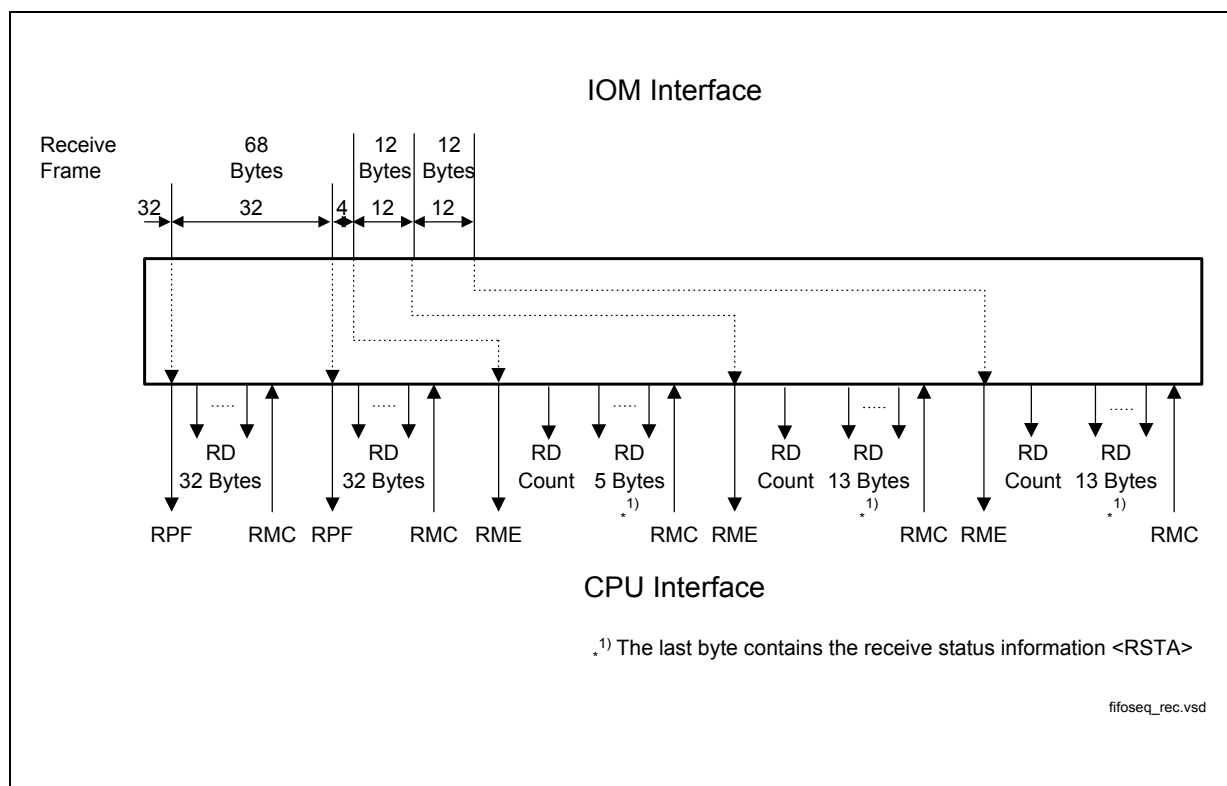 IOM Interface
Receive Frame
68 Bytes
12 Bytes
12 Bytes
32
32
4
12
12
.....
.....
.....
.....
.....
RD 32 Bytes
RD 32 Bytes
RD Count
RD 5 Bytes *1)
RD Count
RD 13 Bytes *1)
RD Count
RD 13 Bytes *1)
RPF
RMC
RPF
RMC
RME
RMC
RME
RMC
RME
RMC
CPU Interface
*1) The last byte contains the receive status information <RSTA>
fifoseq_rec.vsd